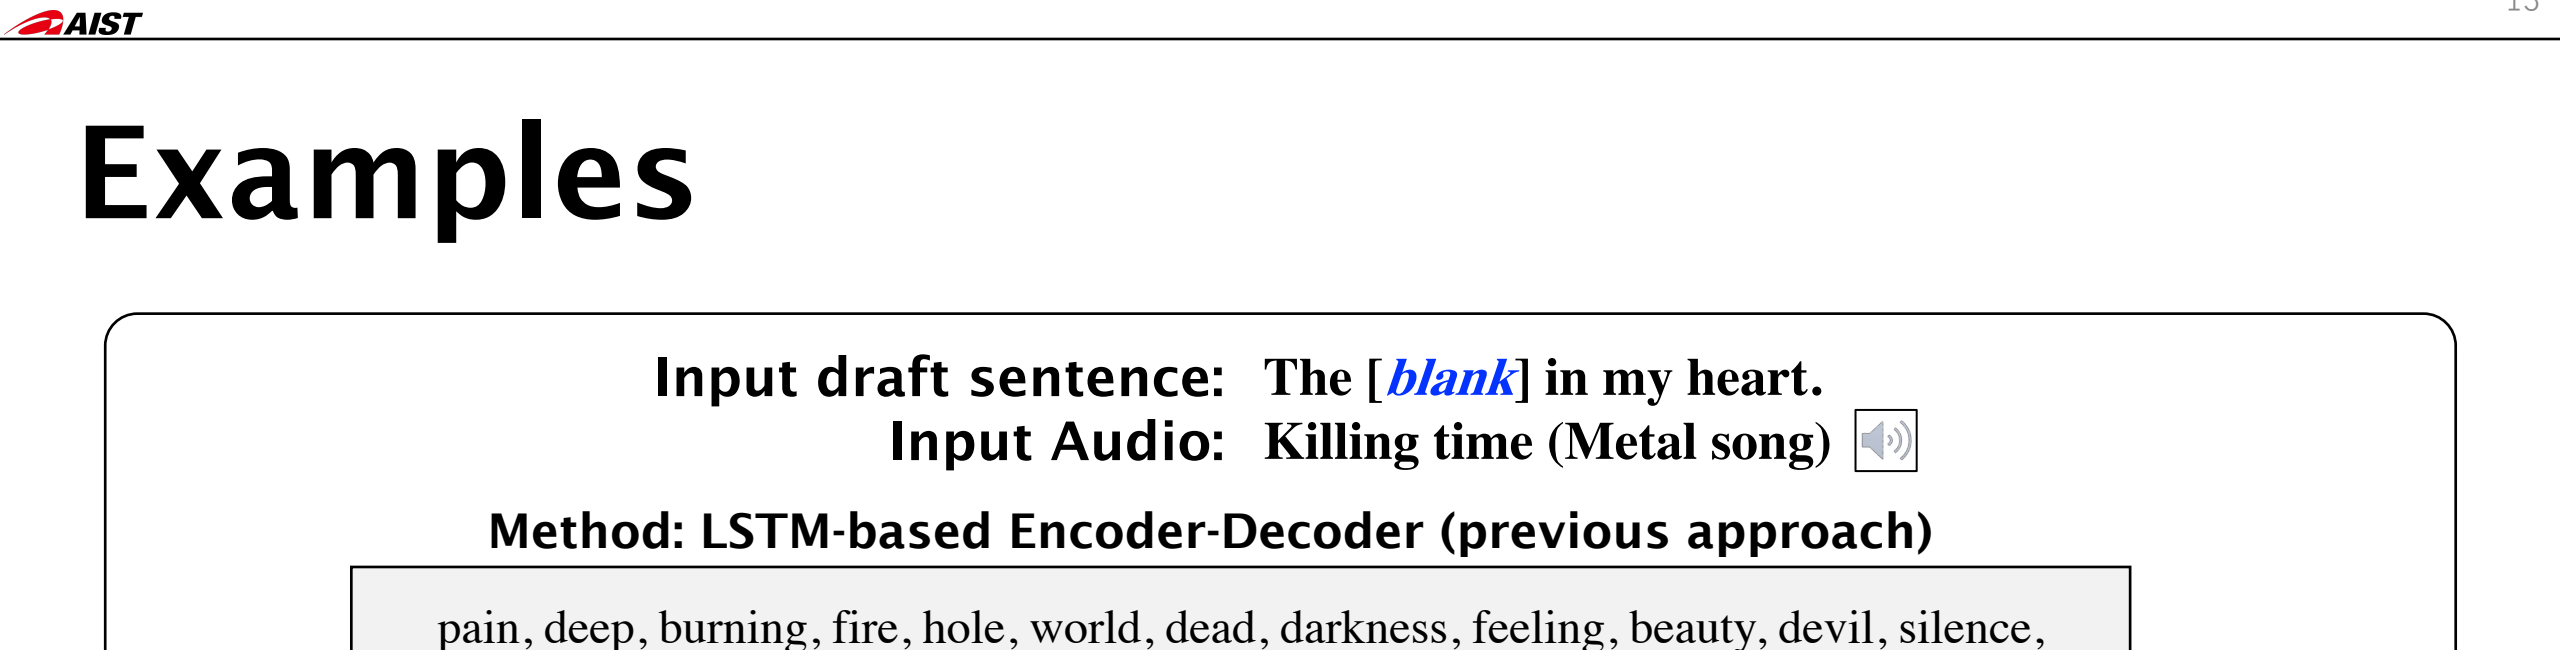 AIST
15
Examples
Input draft sentence: The [blank] in my heart.
Input Audio: Killing time (Metal song)
Method: LSTM-based Encoder-Decoder (previous approach)
pain, deep, burning, fire, hole, world, dead, darkness, feeling, beauty, devil, silence,